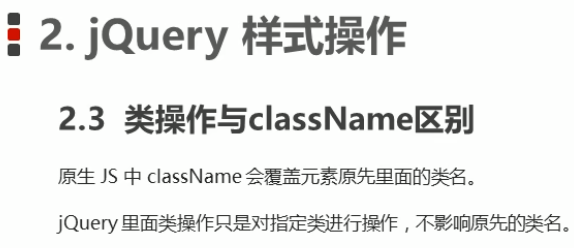 2. jQuery 样式操作
2.3 类操作与className区别
原生 JS 中 className 会覆盖元素原先里面的类名。
jQuery 里面类操作只是对指定类进行操作，不影响原先的类名。